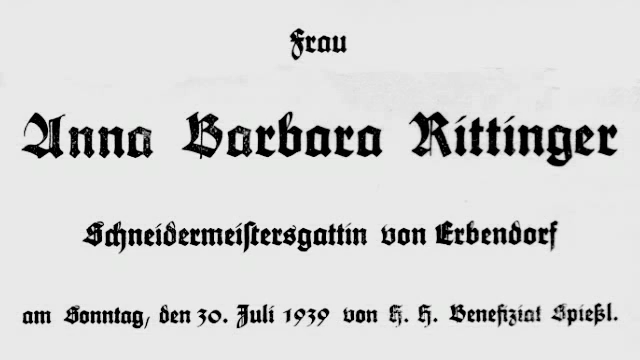 Frau
Anna Barbara Rittinger
Schneidermeistersgattin von Erbendorf
am Sonntag, den 30. Juli 1939 von H. H. Benefiziat Spießl.